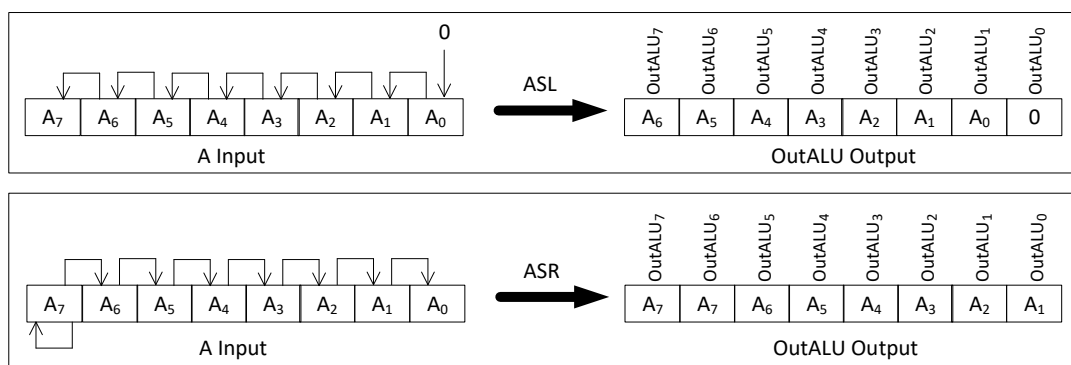 0
OutALU₇ OutALU₆ OutALU₅ OutALU₄ OutALU₃ OutALU₂ OutALU₁ OutALU₀
ASL
A₇ A₆ A₅ A₄ A₃ A₂ A₁ A₀
A₆ A₅ A₄ A₃ A₂ A₁ A₀ 0
A Input
OutALU Output
OutALU₇ OutALU₆ OutALU₅ OutALU₄ OutALU₃ OutALU₂ OutALU₁ OutALU₀
ASR
A₇ A₆ A₅ A₄ A₃ A₂ A₁ A₀
A₇ A₇ A₆ A₅ A₄ A₃ A₂ A₁
A Input
OutALU Output